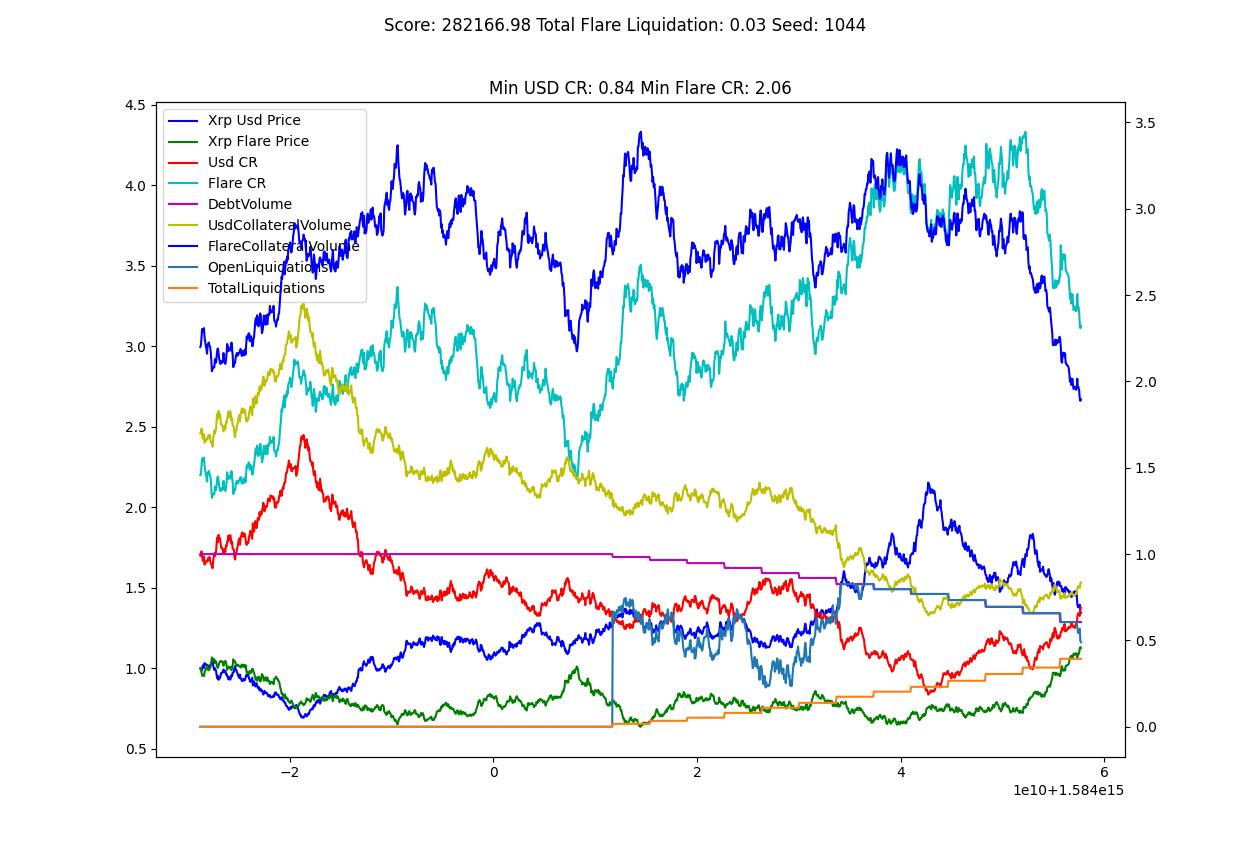 Score: 282166.98 Total Flare Liquidation: 0.03 Seed: 1044
Min USD CR: 0.84 Min Flare CR: 2.06
Xrp Usd Price
Xrp Flare Price
Usd CR
Flare CR
DebtVolume
UsdCollateralVolume
FlareCollateralVolume
OpenLiquidations
TotalLiquidations
4.5
4.0
3.5
3.0
2.5
2.0
1.5
1.0
0.5
3.5
3.0
2.5
2.0
1.5
1.0
0.5
0.0
−2 0 2 4 6
1e10+1.584e15